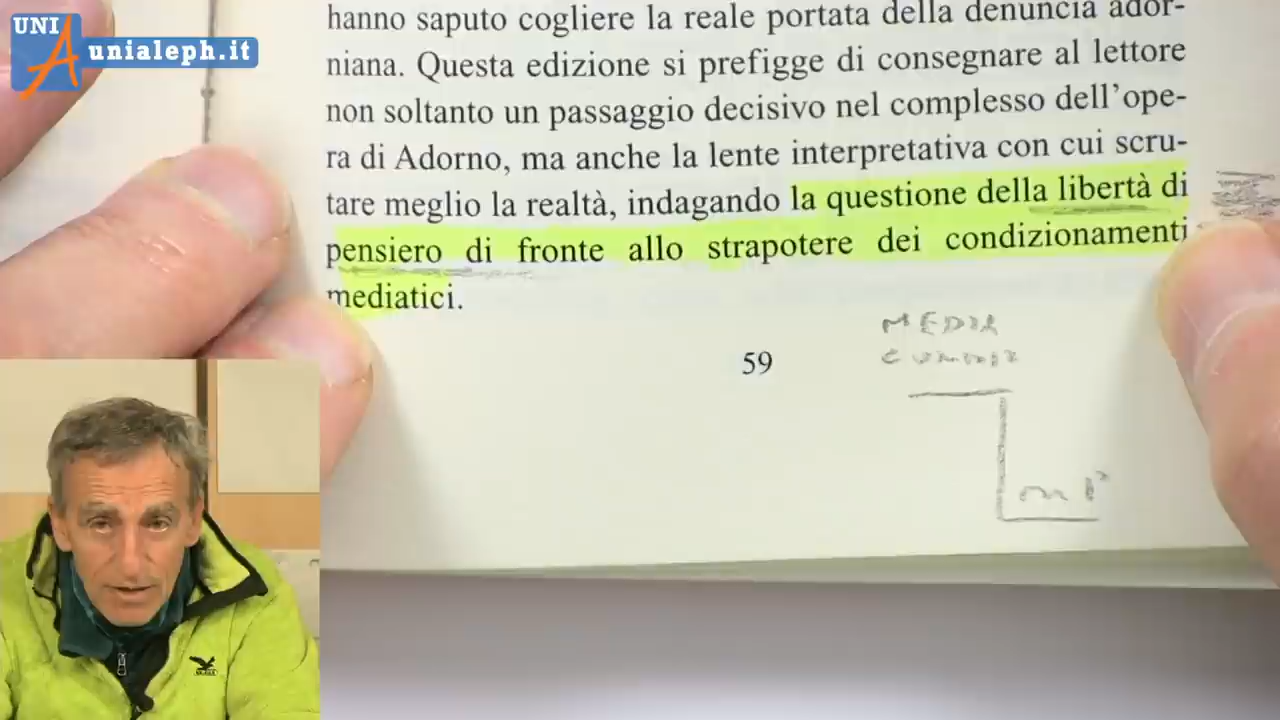 UNI
A unialeph.it
hanno saputo cogliere la reale portata della denuncia ador-
niana. Questa edizione si prefigge di consegnare al lettore
non soltanto un passaggio decisivo nel complesso dell'ope-
ra di Adorno, ma anche la lente interpretativa con cui scru-
tare meglio la realtà, indagando la questione della libertà di
pensiero di fronte allo strapotere dei condizionamenti
mediatici.
59
MEDIA